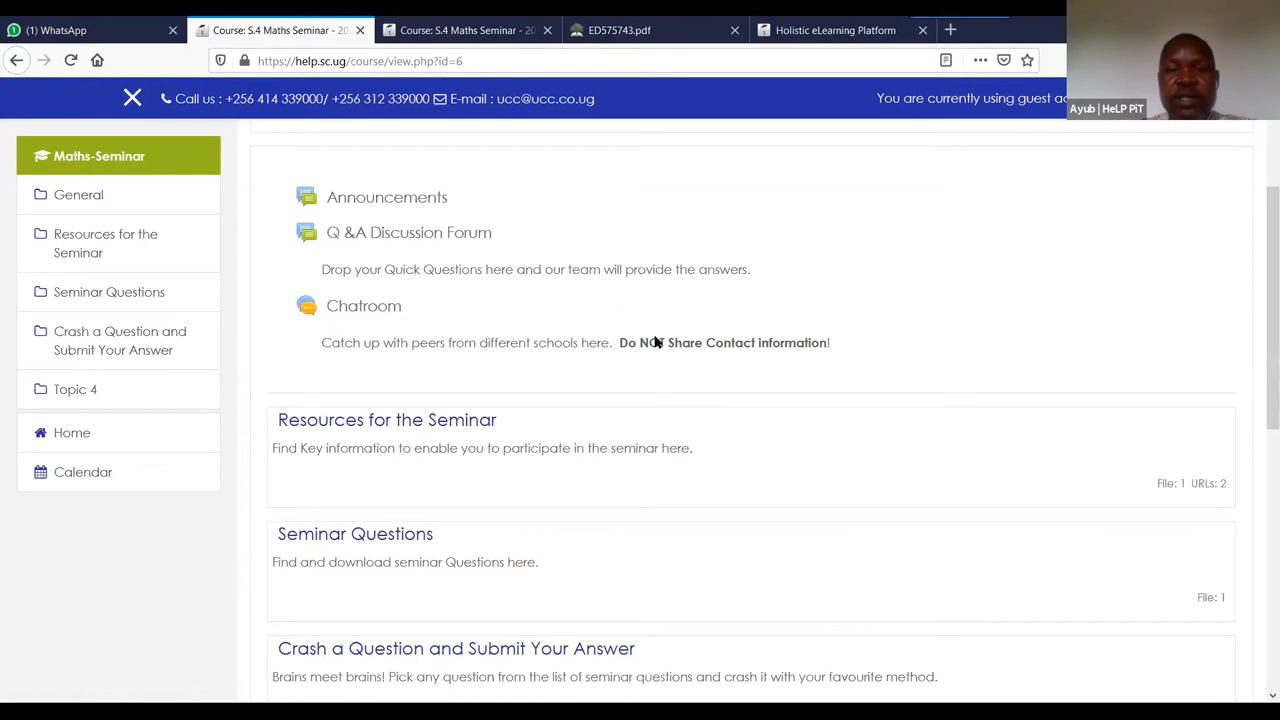 (1) WhatsApp
Course: S.4 Maths Seminar - 20
Course: S.4 Maths Seminar - 20
ED575743.pdf
Holistic eLearning Platform
https://help.sc.ug/course/view.php?id=6
Call us : +256 414 339000/ +256 312 339000 E-mail : ucc@ucc.co.ug
You are currently using guest
Ayub | HeLP PiT
Maths-Seminar
General
Resources for the
Seminar
Seminar Questions
Crash a Question and
Submit Your Answer
Topic 4
Home
Calendar
Announcements
Q &A Discussion Forum
Drop your Quick Questions here and our team will provide the answers.
Chatroom
Catch up with peers from different schools here. Do NOT Share Contact information!
Resources for the Seminar
Find Key information to enable you to participate in the seminar here.
File: 1 URLs: 2
Seminar Questions
Find and download seminar Questions here.
File: 1
Crash a Question and Submit Your Answer
Brains meet brains! Pick any question from the list of seminar questions and crash it with your favourite method.